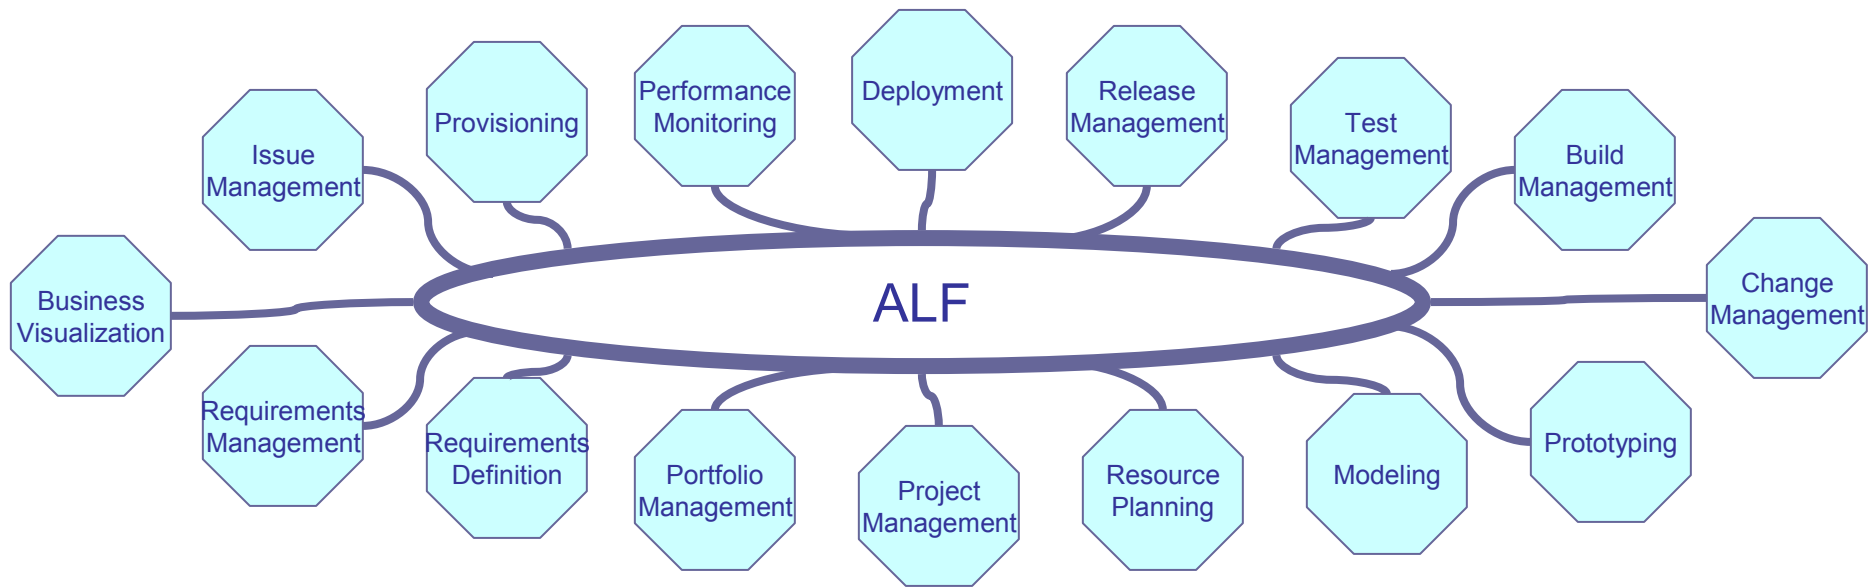 Performance
Monitoring
Deployment
Release
Management
Provisioning
Test
Management
Issue
Management
Build
Management
Business
Visualization
ALF
Change
Management
Requirements
Management
Requirements
Definition
Portfolio
Management
Project
Management
Resource
Planning
Modeling
Prototyping